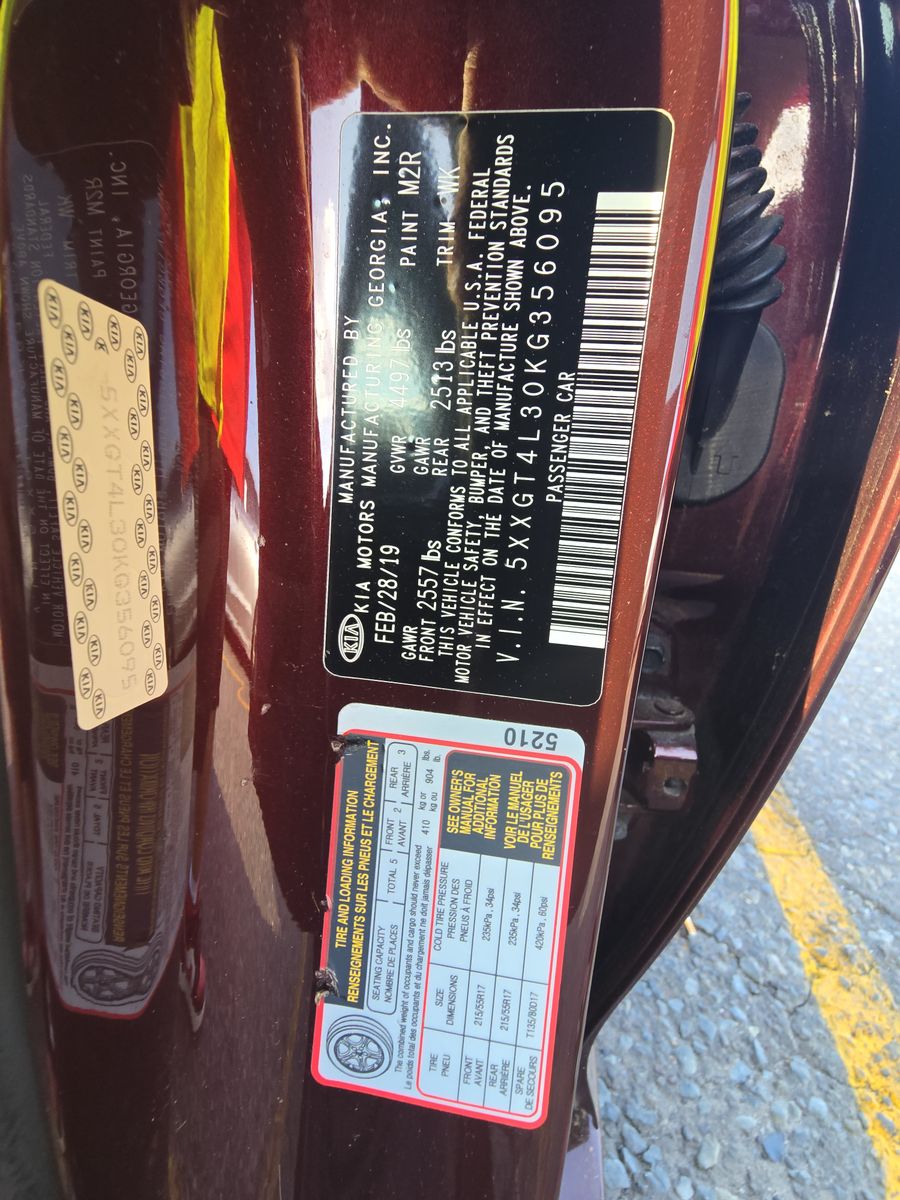 KIA
MANUFACTURED BY
KIA MOTORS MANUFACTURING GEORGIA, INC.
FEB/28/19 GVWR 4497lbs PAINT M2R
GAWR GAWR
FRONT 2557lbs REAR 2513lbs TRIM WK
THIS VEHICLE CONFORMS TO ALL APPLICABLE U.S.A. FEDERAL
MOTOR VEHICLE SAFETY, BUMPER, AND THEFT PREVENTION STANDARDS
IN EFFECT ON THE DATE OF MANUFACTURE SHOWN ABOVE.
V.I.N. 5XXGT4L30KG356095
PASSENGER CAR
5XXGT4L30KG356095
TIRE AND LOADING INFORMATION
RENSEIGNEMENTS SUR LES PNEUS ET LE CHARGEMENT
SEATING CAPACITY
NOMBRE DE PLACES
TOTAL 5
FRONT
AVANT 2
REAR
ARRIÈRE 3
The combined weight of occupants and cargo should never exceed 410 kg or 904 lbs.
Le poids total des occupants et du chargement ne doit jamais dépasser 410 kg ou 904 lb.
TIRE
PNEU
SIZE
DIMENSIONS
COLD TIRE PRESSURE
PRESSION DES
PNEUS À FROID
FRONT
AVANT
215/55R17
235kPa, 34psi
REAR
ARRIÈRE
215/55R17
235kPa, 34psi
SPARE
DE SECOURS
T135/80D17
420kPa, 60psi
SEE OWNER'S
MANUAL FOR
ADDITIONAL
INFORMATION
VOIR LE MANUEL
DE L'USAGER
POUR PLUS DE
RENSEIGNEMENTS
5210